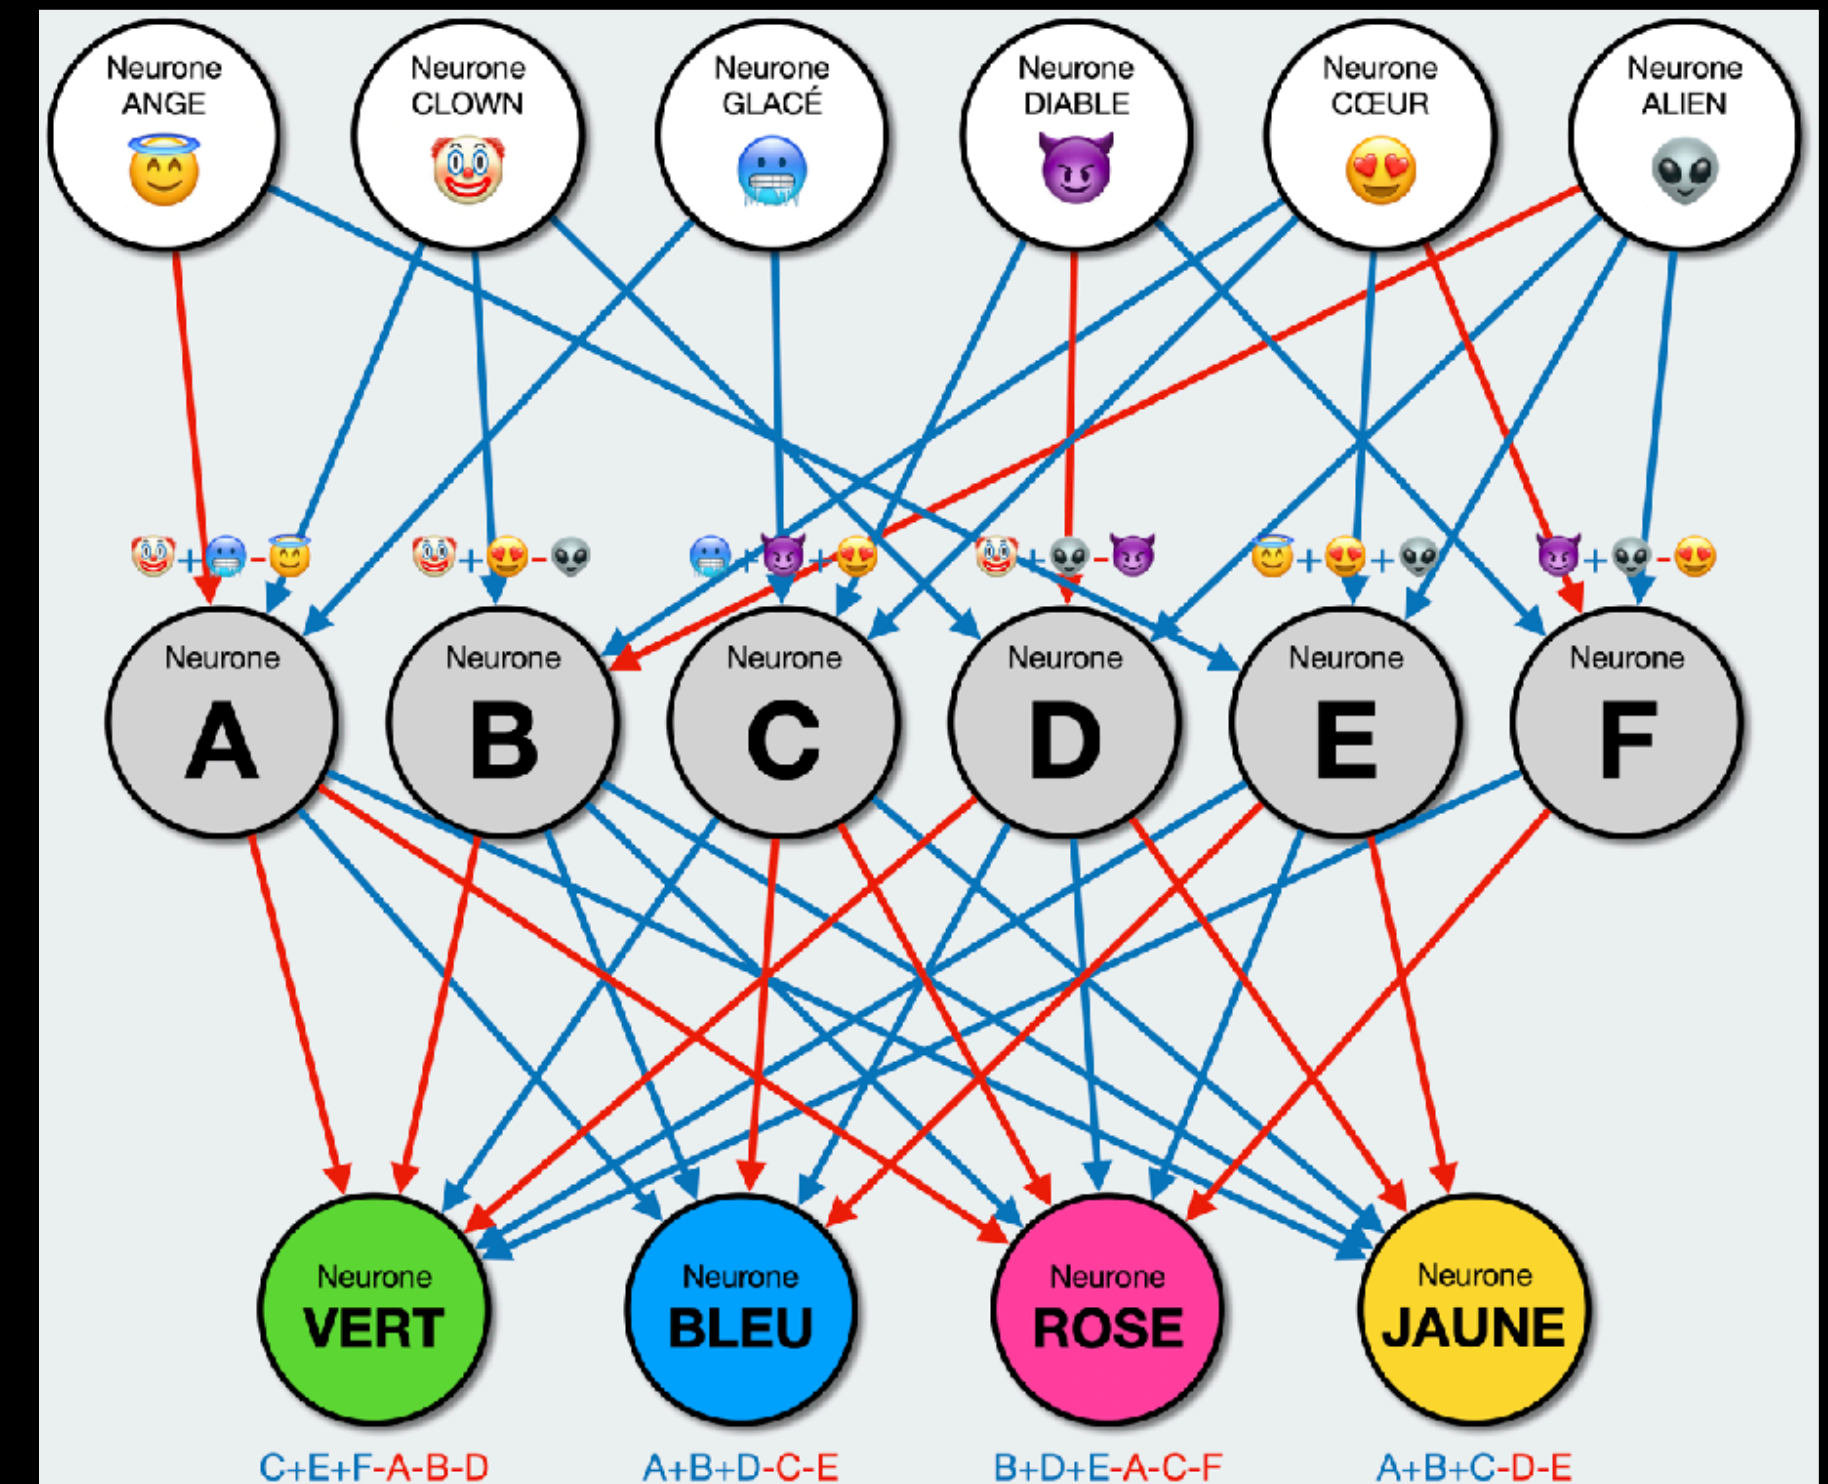 Neurone
ANGE
Neurone
CLOWN
Neurone
GLACÉ
Neurone
DIABLE
Neurone
CŒUR
Neurone
ALIEN
🤡+🥶-😇
🤡+😍-👽
🥶+😈+😍
🤡+👽-😈
😇+😍+👽
😈+👽-😍
Neurone
A
Neurone
B
Neurone
C
Neurone
D
Neurone
E
Neurone
F
Neurone
VERT
Neurone
BLEU
Neurone
ROSE
Neurone
JAUNE
C+E+F-A-B-D
A+B+D-C-E
B+D+E-A-C-F
A+B+C-D-E